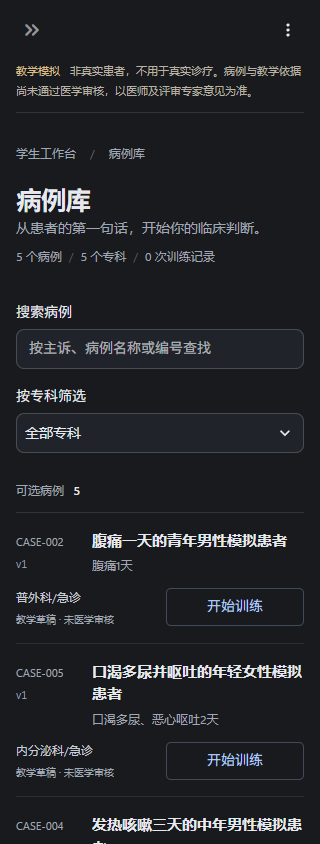 教学模拟 非真实患者，不用于真实诊疗。病例与教学依据
尚未通过医学审核，以医师及评审专家意见为准。
学生工作台 / 病例库
病例库
从患者的第一句话，开始你的临床判断。
5 个病例 / 5 个专科 / 0 次训练记录
搜索病例
按主诉、病例名称或编号查找
按专科筛选
全部专科
可选病例 5
CASE-002 腹痛一天的青年男性模拟患者
v1 腹痛1天
普外科/急诊
教学草稿 · 未医学审核
开始训练
CASE-005 口渴多尿并呕吐的年轻女性模拟
v1 患者
口渴多尿、恶心呕吐2天
内分泌科/急诊
教学草稿 · 未医学审核
开始训练
CASE-004 发热咳嗽三天的中年男性模拟患